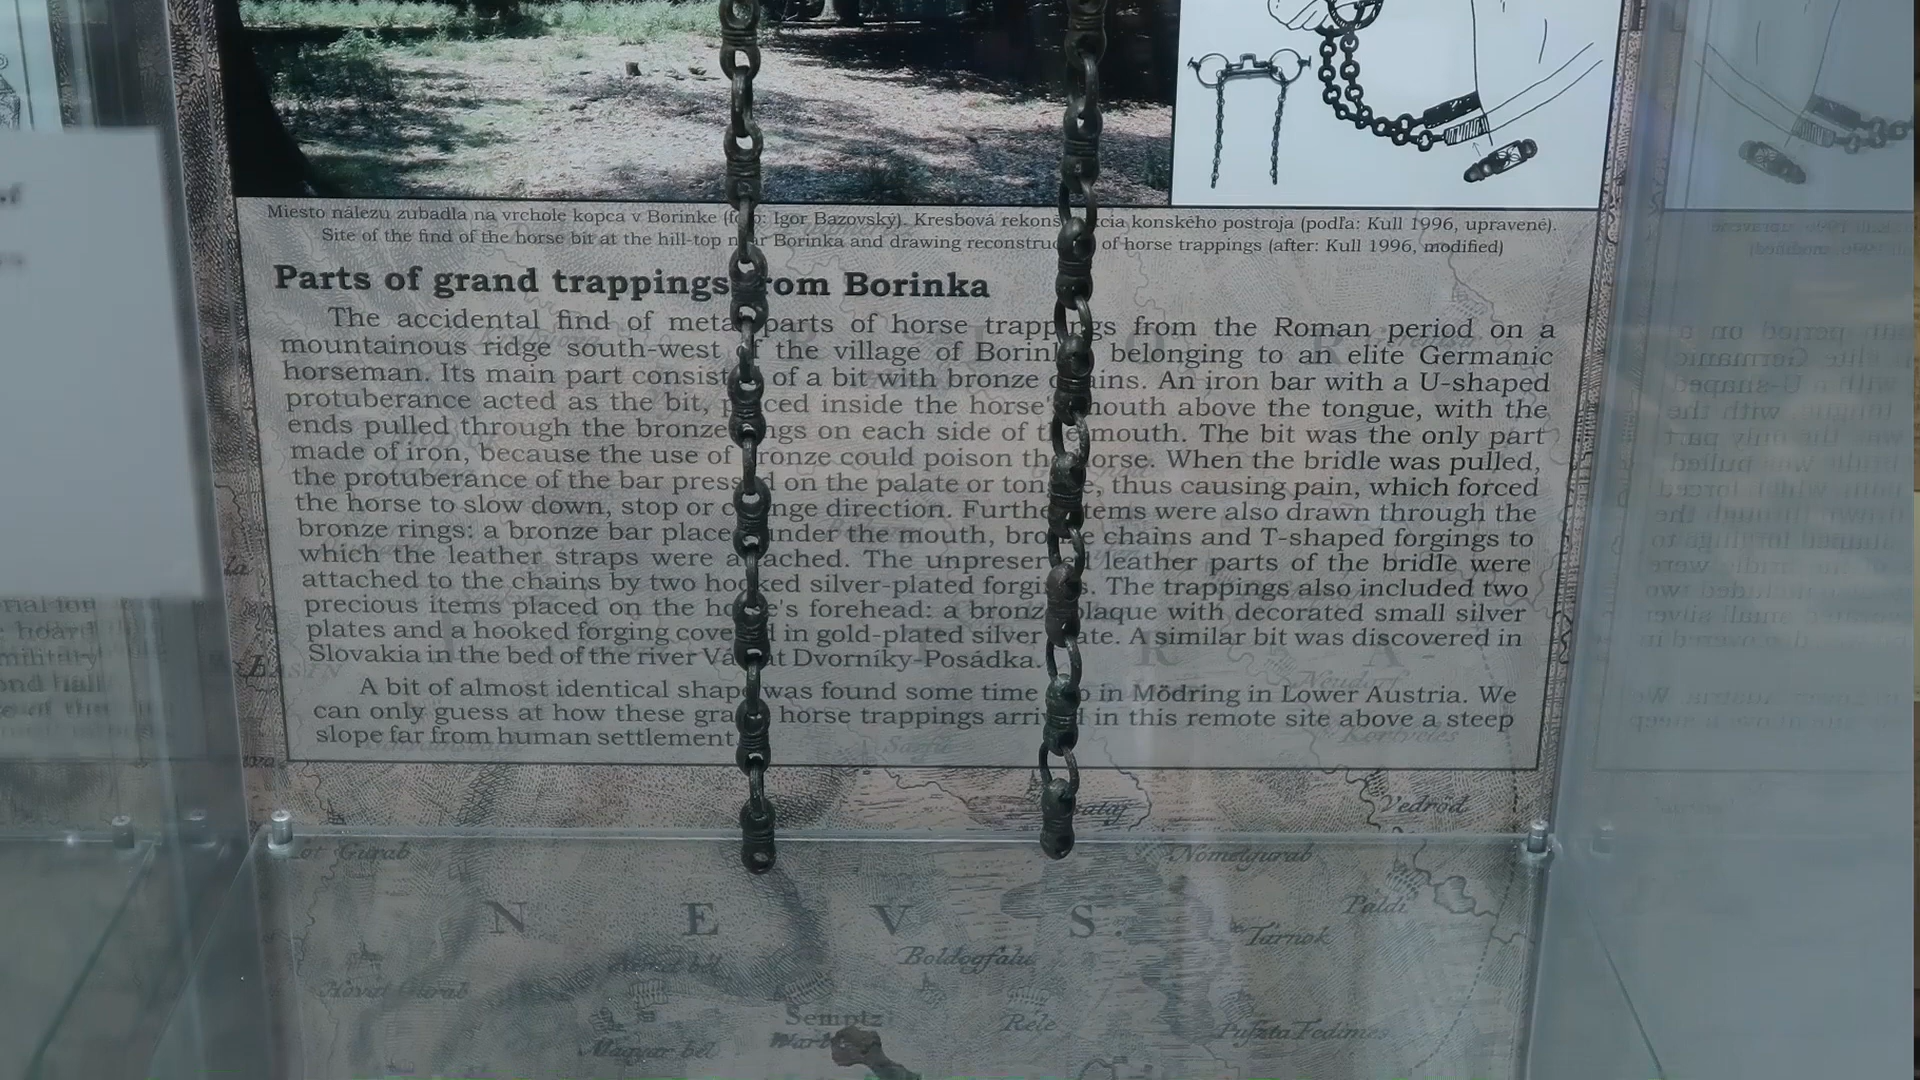 Miesto nálezu zubadla na vrchole kopca v Borinke Igor Bazovský). Kresbová konského postroja (podľa: Kull 1996, upravené).
Site of the find of the horse bit at the hill-top Borinka and drawing of horse trappings (after: Kull 1996, modified)
Parts of grand trappings from Borinka
The accidental find of metal parts of horse trappings from the Roman period on a
mountainous ridge south-west of the village of Borinka belonging to an elite Germanic
horseman. Its main part consist of a bit with bronze chains. An iron bar with a U-shaped
protuberance acted as the bit, placed inside the horse's mouth above the tongue, with the
ends pulled through the bronze rings on each side of the mouth. The bit was the only part
made of iron, because the use of bronze could poison the horse. When the bridle was pulled,
the protuberance of the bar pressed on the palate or tongue, thus causing pain, which forced
the horse to slow down, stop or change direction. Further items were also drawn through the
bronze rings: a bronze bar placed under the mouth, bronze chains and T-shaped forgings to
which the leather straps were attached. The unpreserved leather parts of the bridle were
attached to the chains by two hooked silver-plated forgings. The trappings also included two
precious items placed on the horse's forehead: a bronze plaque with decorated small silver
plates and a hooked forging covered in gold-plated silver plate. A similar bit was discovered in
Slovakia in the bed of the river Váh at Dvorníky-Posádka.
A bit of almost identical shape was found some time ago in Mödring in Lower Austria. We
can only guess at how these grand horse trappings arrived in this remote site above a steep
slope far from human settlement
Vedród
Nemelgurab
N E V S.
Paldi
Tárnok
Boldogfalu
Semptz
Réle
Magyar bél
Puszta Fedémes